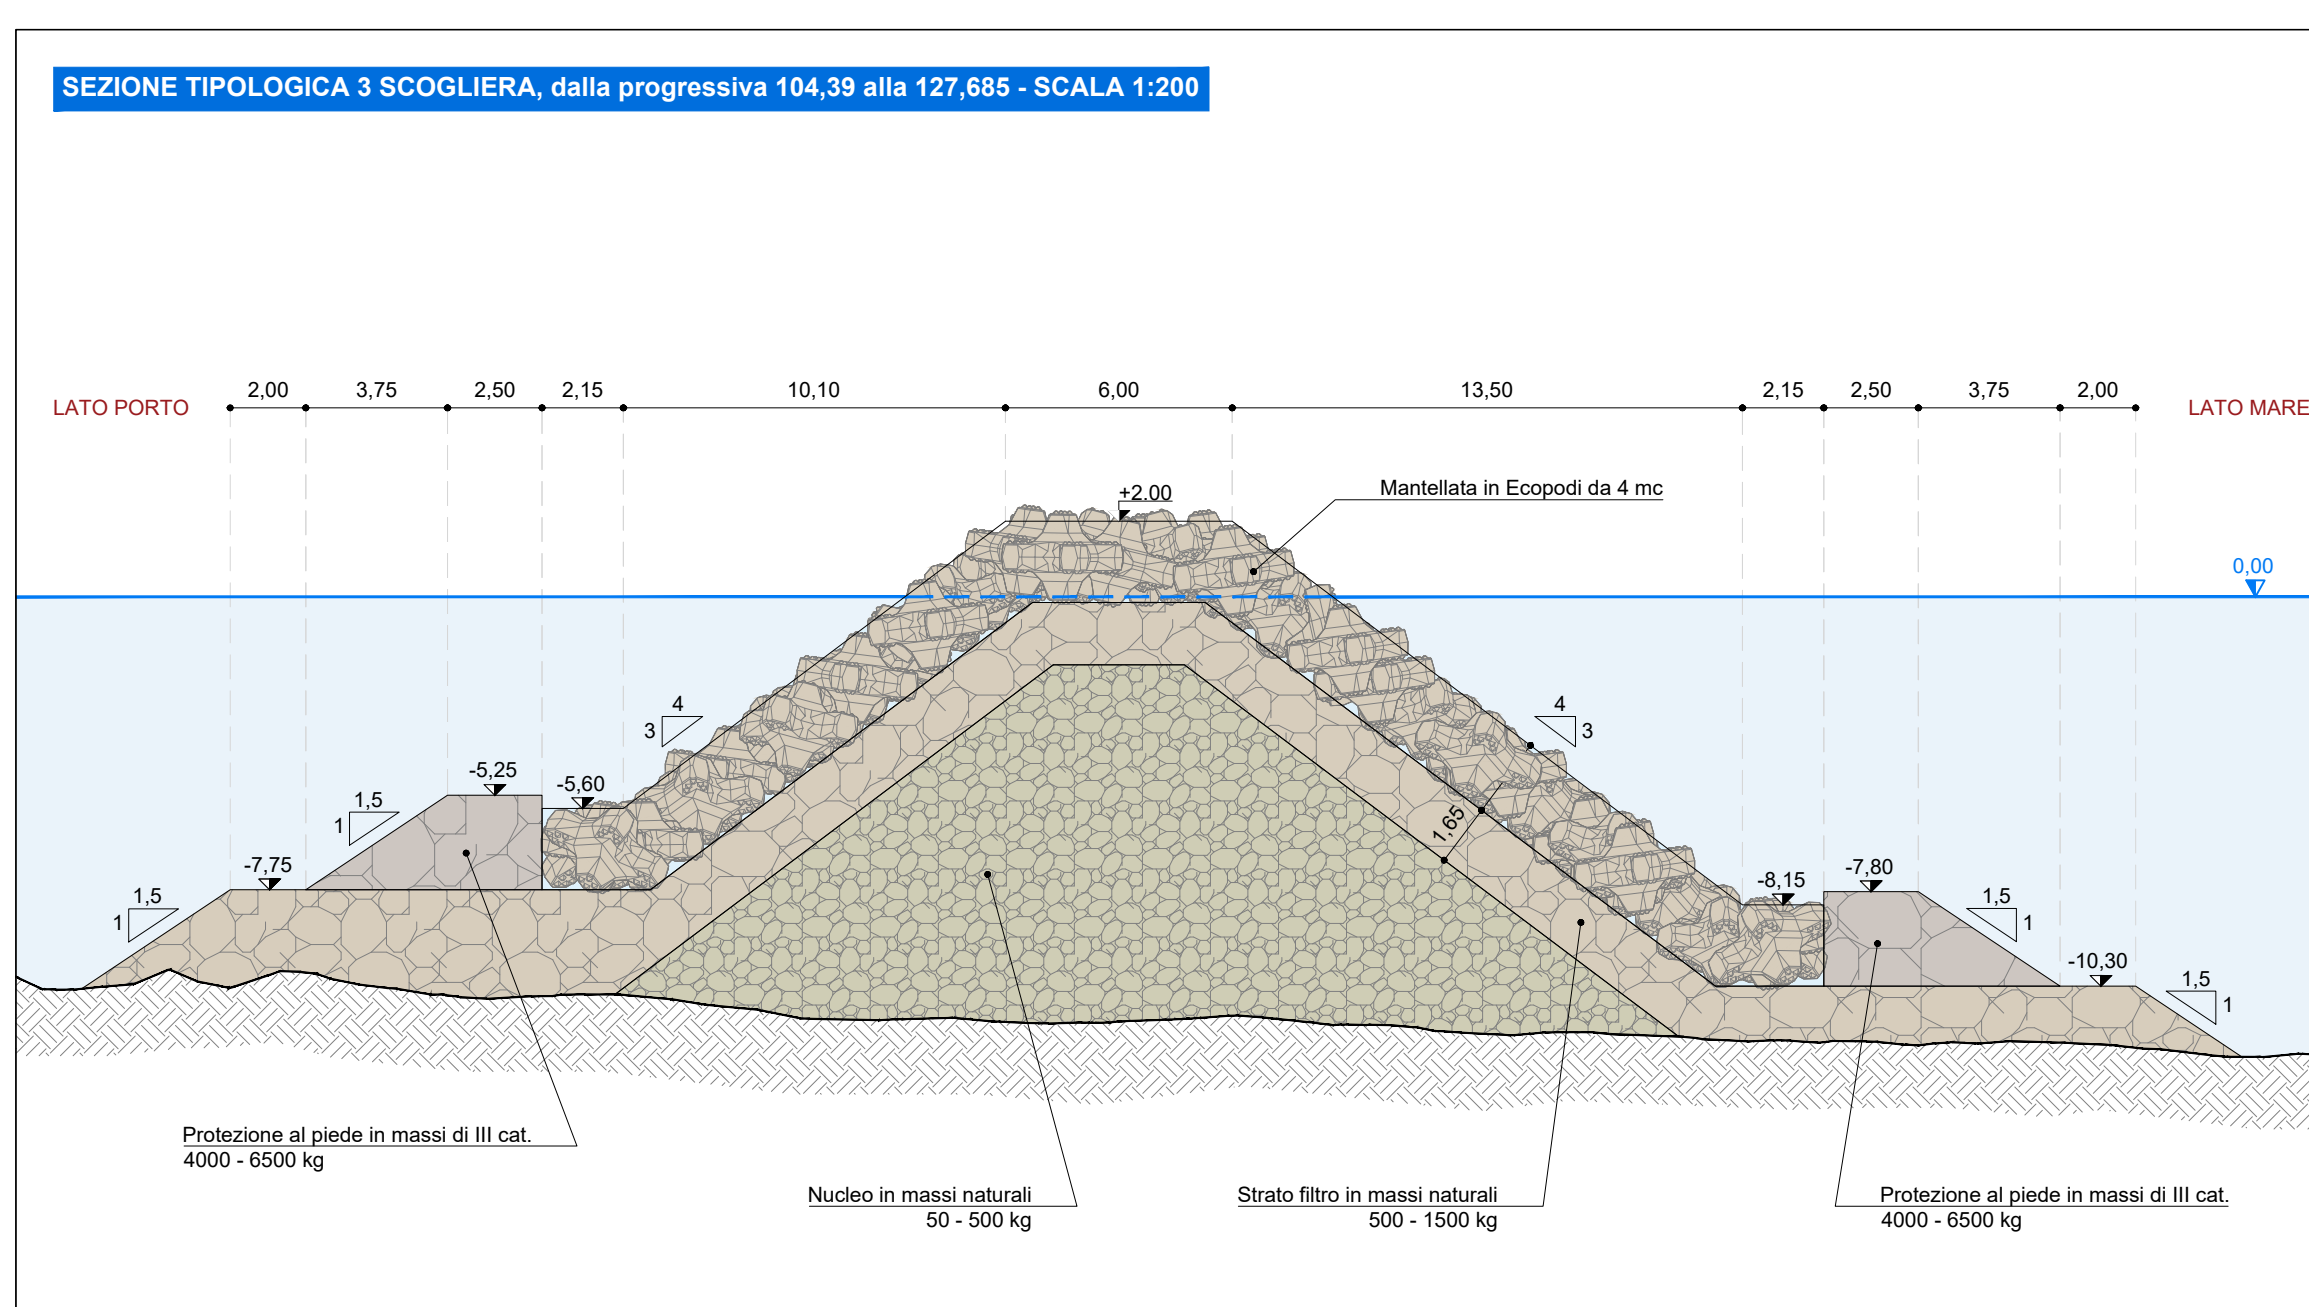 SEZIONE TIPOLOGICA 3 SCOGLIERA, dalla progressiva 104,39 alla 127,685 - SCALA 1:200
2,00 3,75 2,50 2,15 10,10 6,00 13,50 2,15 2,50 3,75 2,00
LATO PORTO
LATO MARE
Mantellata in Ecopodi da 4 mc
+2.00
0,00
4
3
4
3
-5,25
-5,60
1,5
1
1,65
-7,75
-8,15
-7,80
1,5
1
1,5
1
-10,30
1,5
1
Protezione al piede in massi di III cat.
4000 - 6500 kg
Nucleo in massi naturali
50 - 500 kg
Strato filtro in massi naturali
500 - 1500 kg
Protezione al piede in massi di III cat.
4000 - 6500 kg